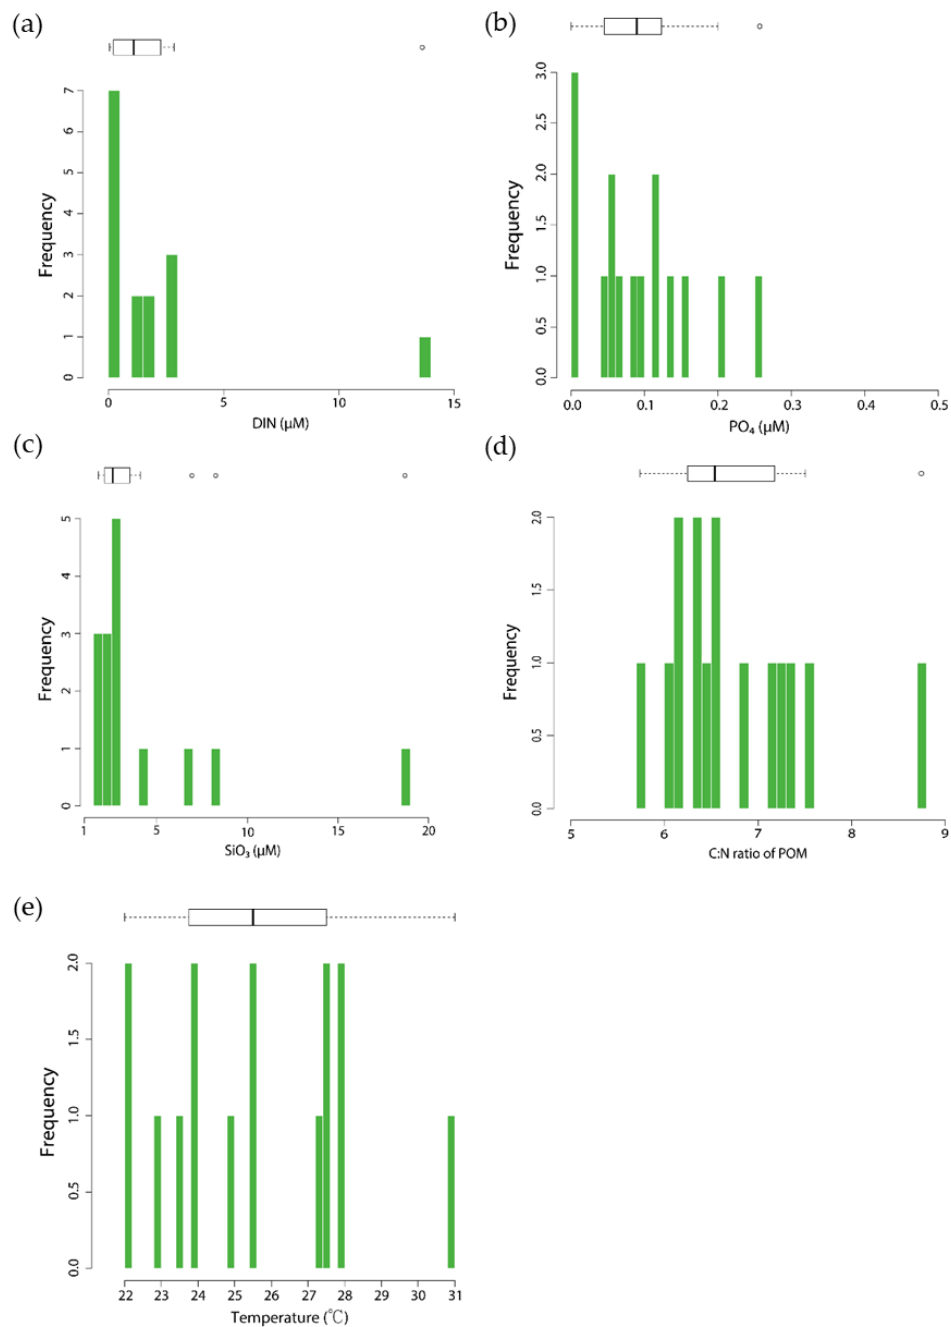 (a)
Frequency
0 1 2 3 4 5 6 7
0 5 10 15
DIN (μM)
(b)
Frequency
0.0 0.5 1.0 1.5 2.0 2.5 3.0
0.0 0.1 0.2 0.3 0.4 0.5
PO₄ (μM)
(c)
Frequency
0 1 2 3 4 5
1 5 10 15 20
SiO₃ (μM)
(d)
Frequency
0.0 0.5 1.0 1.5 2.0
5 6 7 8 9
C:N ratio of POM
(e)
Frequency
0.0 0.5 1.0 1.5 2.0
22 23 24 25 26 27 28 29 30 31
Temperature (℃)